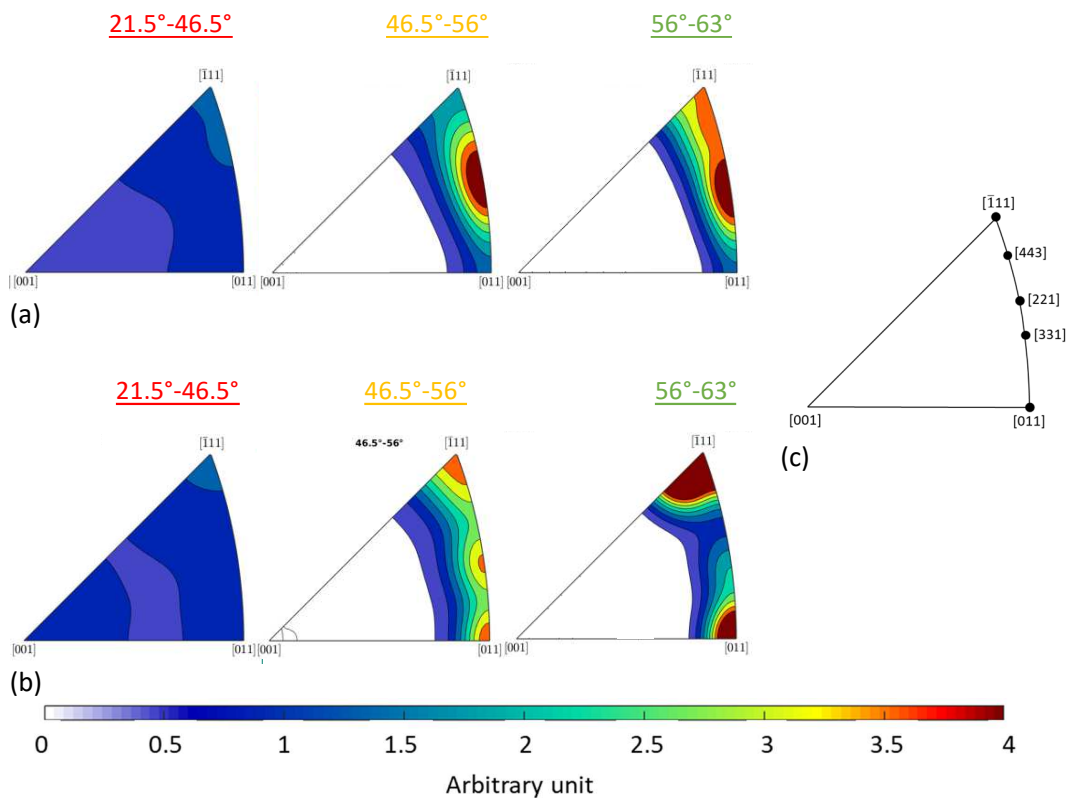 (a)
21.5°-46.5° 46.5°-56° 56°-63°
[1̅11] [1̅11] [1̅11]
[001] [011] [001] [011] [001] [011]
[1̅11]
[443]
[221]
[331]
[001] [011]
(c)
21.5°-46.5° 46.5°-56° 56°-63°
[1̅11] 46.5°-56° [1̅11] [1̅11]
[001] [011] [001] [011] [001] [011]
(b)
0 0.5 1 1.5 2 2.5 3 3.5 4
Arbitrary unit